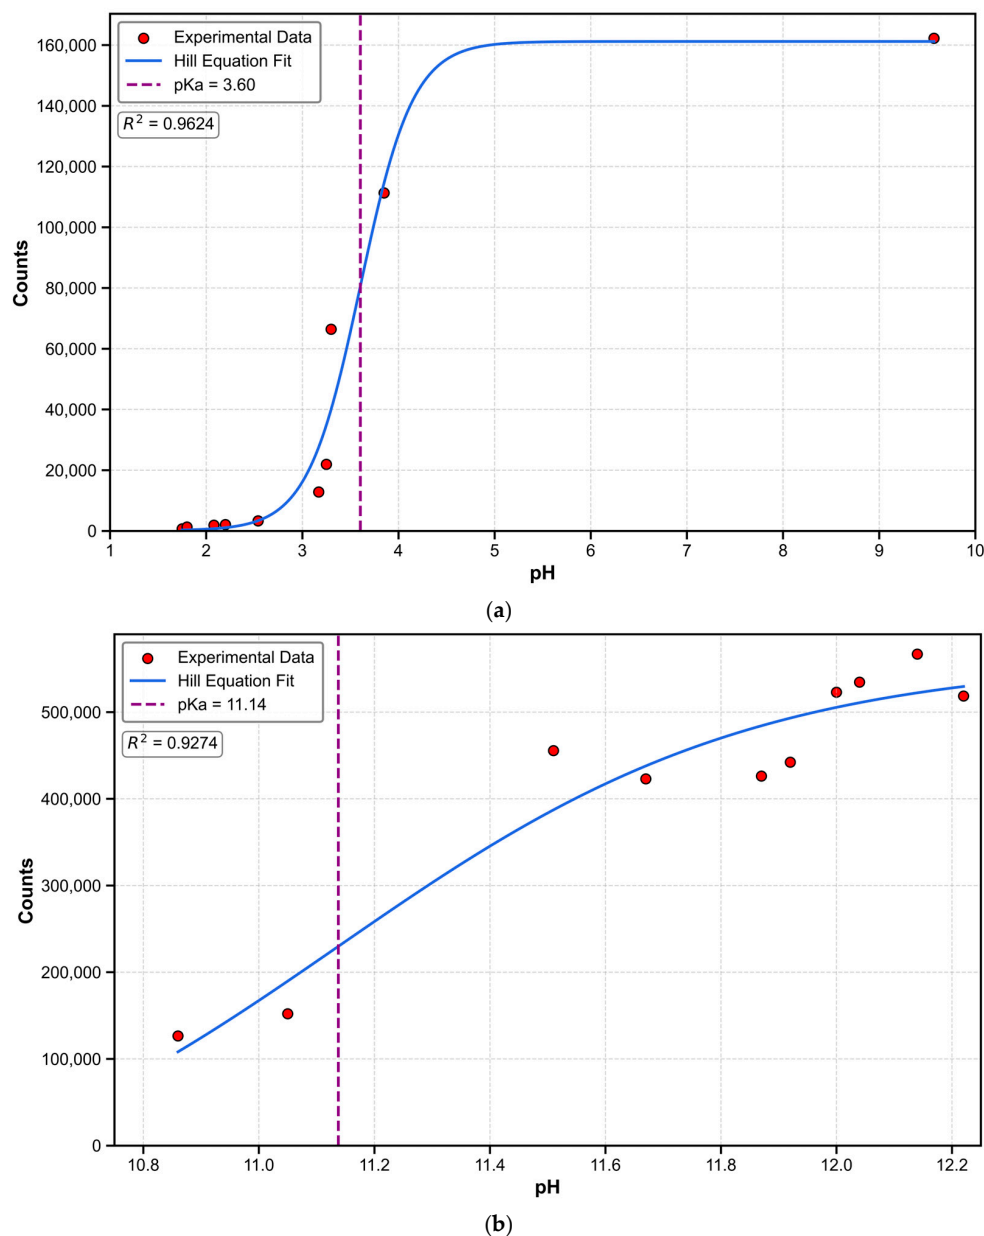 Experimental Data
Hill Equation Fit
pKa = 3.60
R² = 0.9624
160,000
140,000
120,000
100,000
80,000
60,000
40,000
20,000
0
Counts
1 2 3 4 5 6 7 8 9 10
pH
(a)
Experimental Data
Hill Equation Fit
pKa = 11.14
R² = 0.9274
500,000
400,000
300,000
200,000
100,000
0
Counts
10.8 11.0 11.2 11.4 11.6 11.8 12.0 12.2
pH
(b)